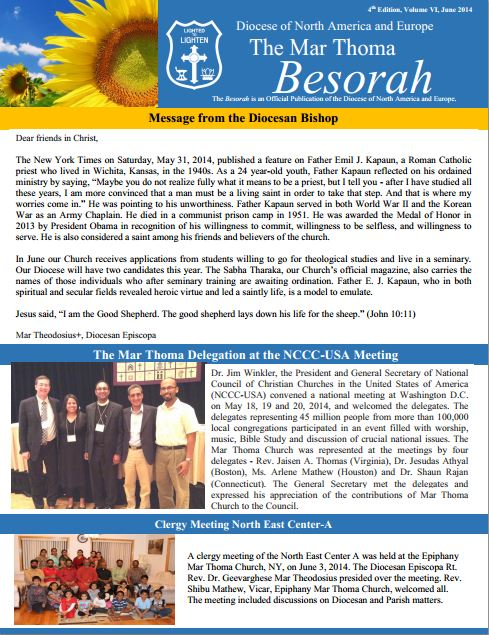 4th Edition, Volume VI, June 2014
LIGHTED
to
LIGHTEN
Diocese of North America and Europe
The Mar Thoma
Besorah
The Besorah is an Official Publication of the Diocese of North America and Europe.
Message from the Diocesan Bishop
Dear friends in Christ,
The New York Times on Saturday, May 31, 2014, published a feature on Father Emil J. Kapaun, a Roman Catholic
priest who lived in Wichita, Kansas, in the 1940s. As a 24 year-old youth, Father Kapaun reflected on his ordained
ministry by saying, “Maybe you do not realize fully what it means to be a priest, but I tell you - after I have studied all
these years, I am more convinced that a man must be a living saint in order to take that step. And that is where my
worries come in.” He was pointing to his unworthiness. Father Kapaun served in both World War II and the Korean
War as an Army Chaplain. He died in a communist prison camp in 1951. He was awarded the Medal of Honor in
2013 by President Obama in recognition of his willingness to commit, willingness to be selfless, and willingness to
serve. He is also considered a saint among his friends and believers of the church.
In June our Church receives applications from students willing to go for theological studies and live in a seminary.
Our Diocese will have two candidates this year. The Sabha Tharaka, our Church’s official magazine, also carries the
names of those individuals who after seminary training are awaiting ordination. Father E. J. Kapaun, who in both
spiritual and secular fields revealed heroic virtue and led a saintly life, is a model to emulate.
Jesus said, “I am the Good Shepherd. The good shepherd lays down his life for the sheep.” (John 10:11)
Mar Theodosius+, Diocesan Episcopa
The Mar Thoma Delegation at the NCCC-USA Meeting
Dr. Jim Winkler, the President and General Secretary of National
Council of Christian Churches in the United States of America
(NCCC-USA) convened a national meeting at Washington D.C.
on May 18, 19 and 20, 2014, and welcomed the delegates. The
delegates representing 45 million people from more than 100,000
local congregations participated in an event filled with worship,
music, Bible Study and discussion of crucial national issues. The
Mar Thoma Church was represented at the meetings by four
delegates - Rev. Jaisen A. Thomas (Virginia), Dr. Jesudas Athyal
(Boston), Ms. Arlene Mathew (Houston) and Dr. Shaun Rajan
(Connecticut). The General Secretary met the delegates and
expressed his appreciation of the contributions of Mar Thoma
Church to the Council.
Clergy Meeting North East Center-A
A clergy meeting of the North East Center A was held at the Epiphany
Mar Thoma Church, NY, on June 3, 2014. The Diocesan Episcopa Rt.
Rev. Dr. Geevarghese Mar Theodosius presided over the meeting. Rev.
Shibu Mathew, Vicar, Epiphany Mar Thoma Church, welcomed all.
The meeting included discussions on Diocesan and Parish matters.